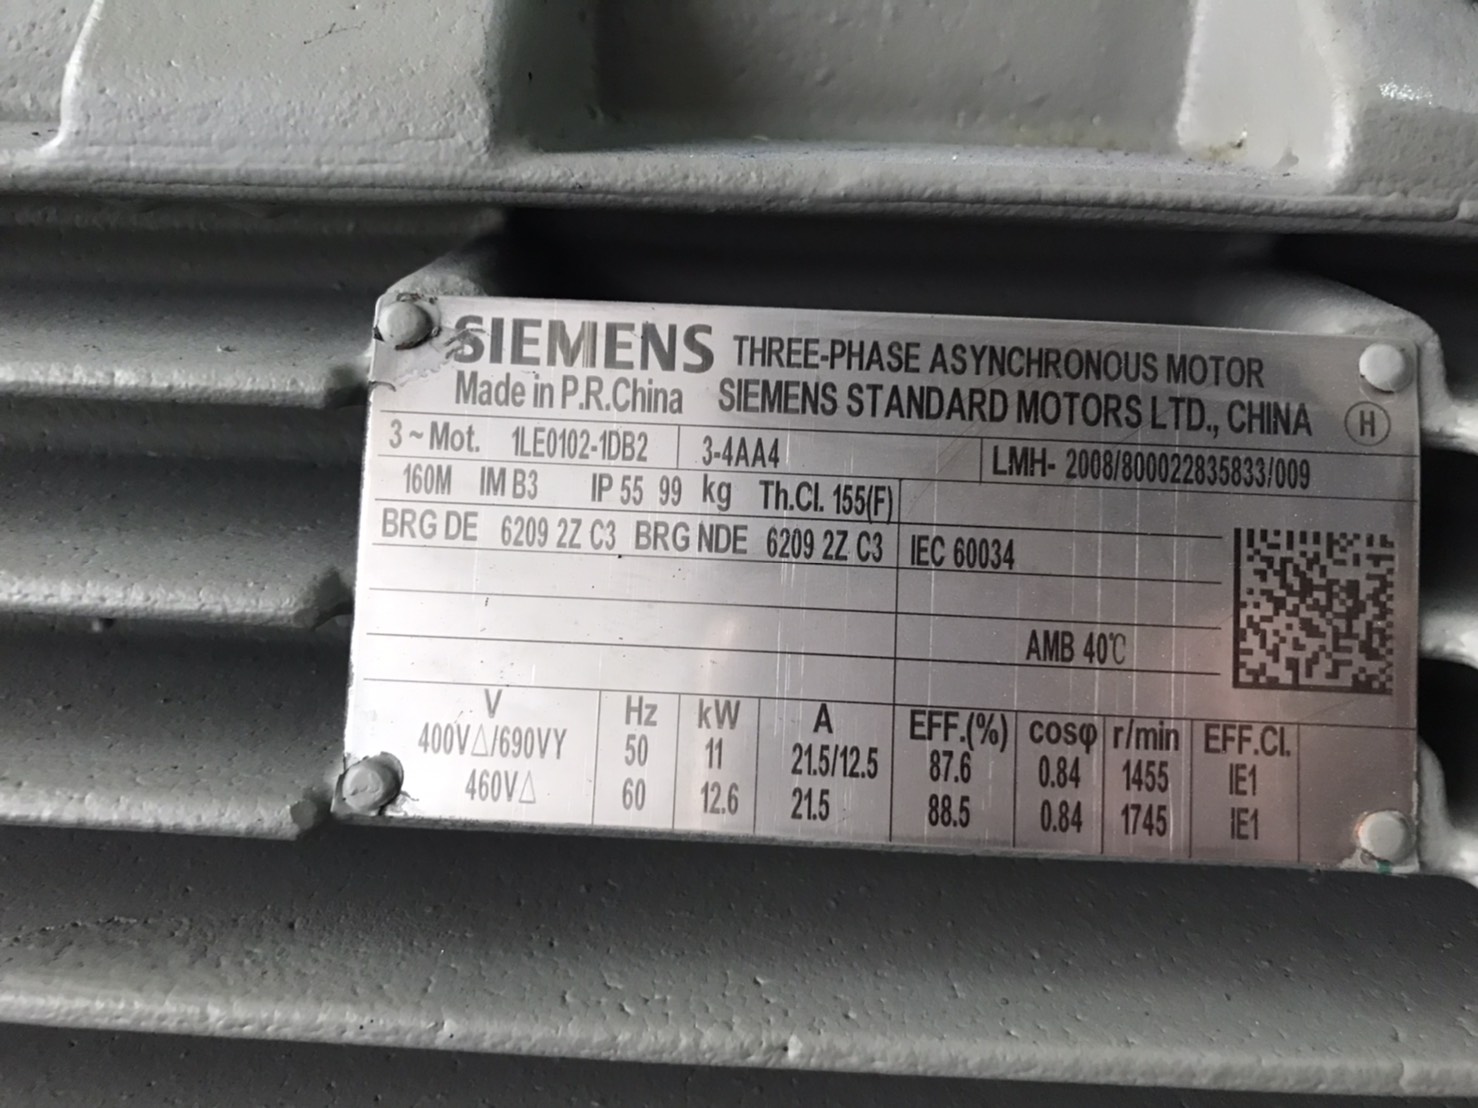 SIEMENS THREE-PHASE ASYNCHRONOUS MOTOR
Made in P.R.China SIEMENS STANDARD MOTORS LTD., CHINA H
3~Mot. 1LE0102-1DB2 3-4AA4 LMH- 2008/800022835833/009
160M IM B3 IP 55 99 kg Th.Cl. 155(F)
BRG DE 6209 2Z C3 BRG NDE 6209 2Z C3 IEC 60034
AMB 40℃
V Hz kW A EFF.(%) cosφ r/min EFF.Cl.
400V△/690VY 50 11 21.5/12.5 87.6 0.84 1455 IE1
460V△ 60 12.6 21.5 88.5 0.84 1745 IE1